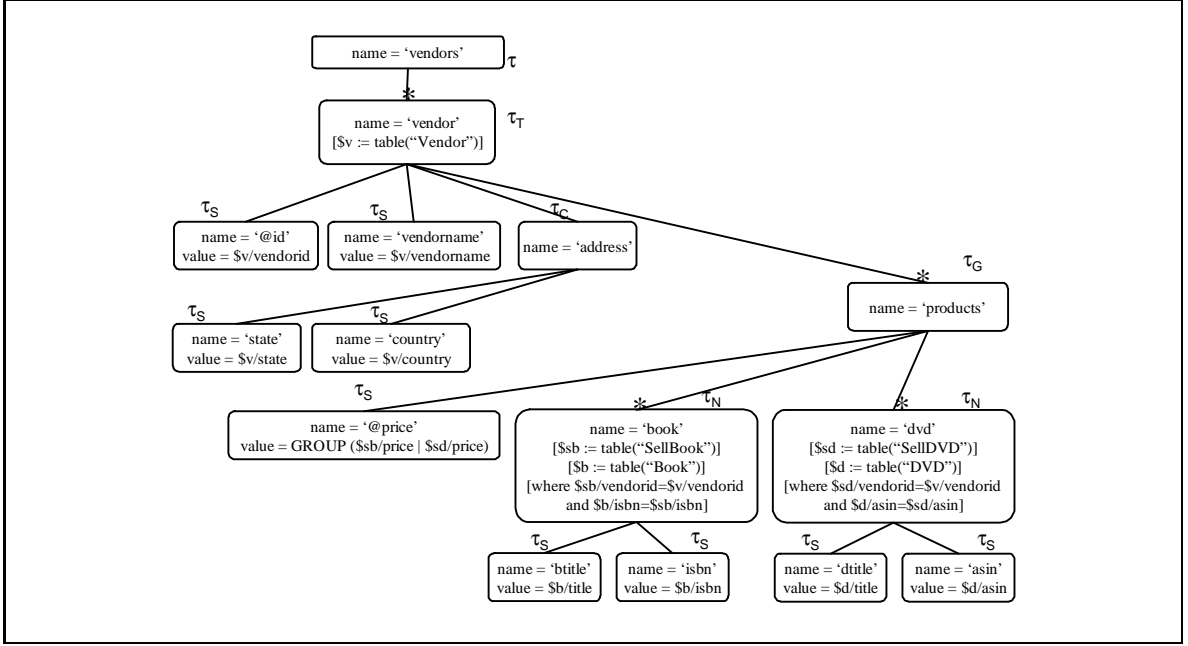 name = ‘vendors’
τ
*
name = ‘vendor’
[$v := table(“Vendor”)]
τT
τS
name = ‘@id’
value = $v/vendorid
τS
name = ‘vendorname’
value = $v/vendorname
τC
name = ‘address’
*
τG
name = ‘products’
τS
name = ‘state’
value = $v/state
τS
name = ‘country’
value = $v/country
τS
name = ‘@price’
value = GROUP ($sb/price | $sd/price)
*
τN
name = ‘book’
[$sb := table(“SellBook”)]
[$b := table(“Book”)]
[where $sb/vendorid=$v/vendorid
and $b/isbn=$sb/isbn]
*
τN
name = ‘dvd’
[$sd := table(“SellDVD”)]
[$d := table(“DVD”)]
[where $sd/vendorid=$v/vendorid
and $d/asin=$sd/asin]
τS
name = ‘btitle’
value = $b/title
τS
name = ‘isbn’
value = $b/isbn
τS
name = ‘dtitle’
value = $d/title
τS
name = ‘asin’
value = $d/asin